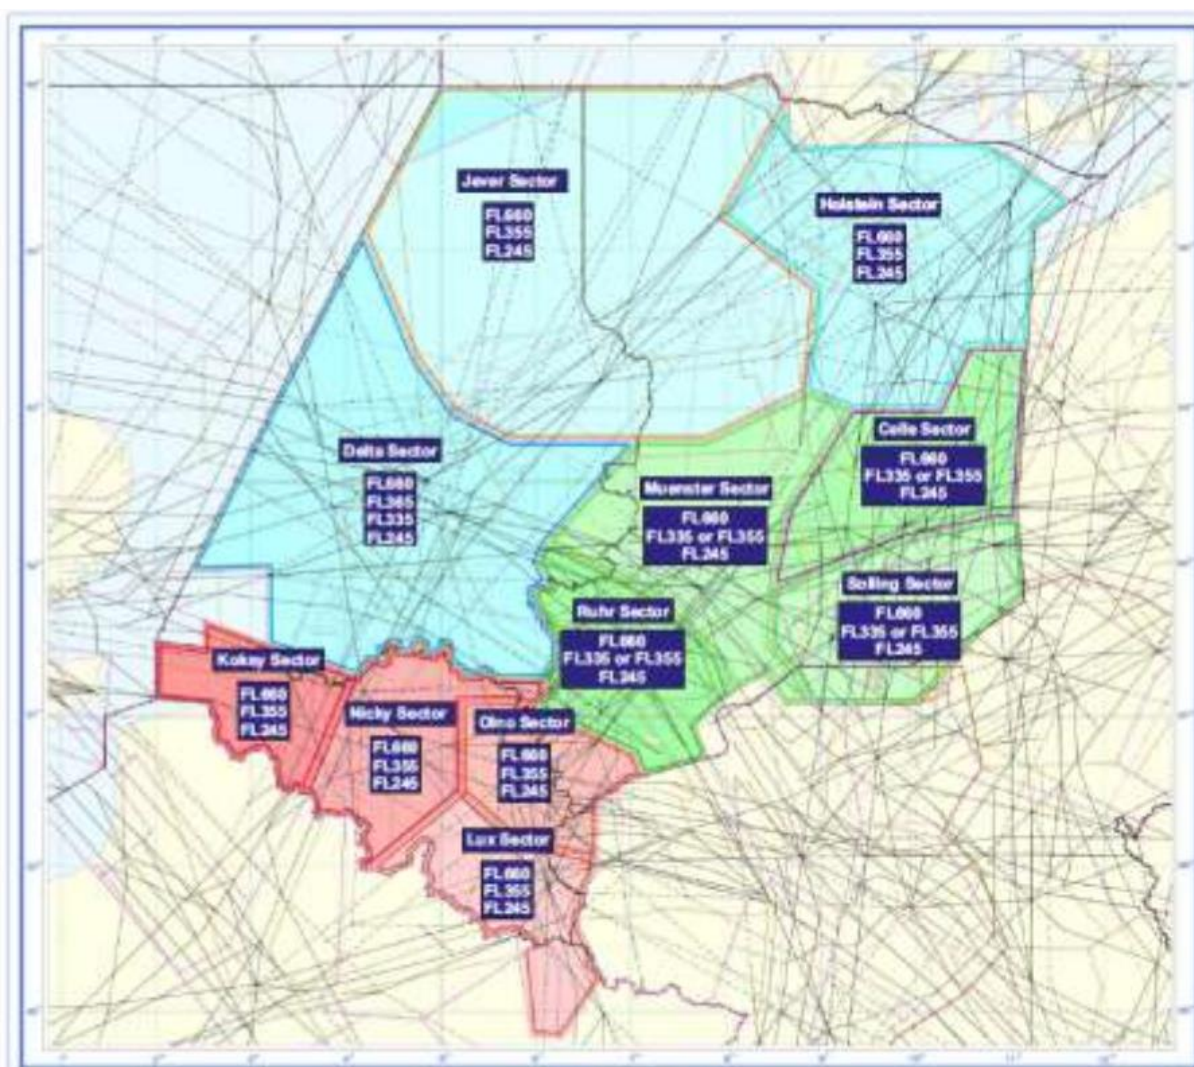 Jever Sector
FL660
FL355
FL245
Holstein Sector
FL660
FL355
FL245
Delta Sector
FL660
FL365
FL335
FL245
Celle Sector
FL660
FL335 or FL355
FL245
Muenster Sector
FL660
FL335 or FL355
FL245
Solling Sector
FL660
FL335 or FL355
FL245
Ruhr Sector
FL660
FL335 or FL355
FL245
Koksy Sector
FL660
FL355
FL245
Nicky Sector
FL660
FL355
FL245
Olno Sector
FL660
FL355
FL245
Lux Sector
FL660
FL355
FL245